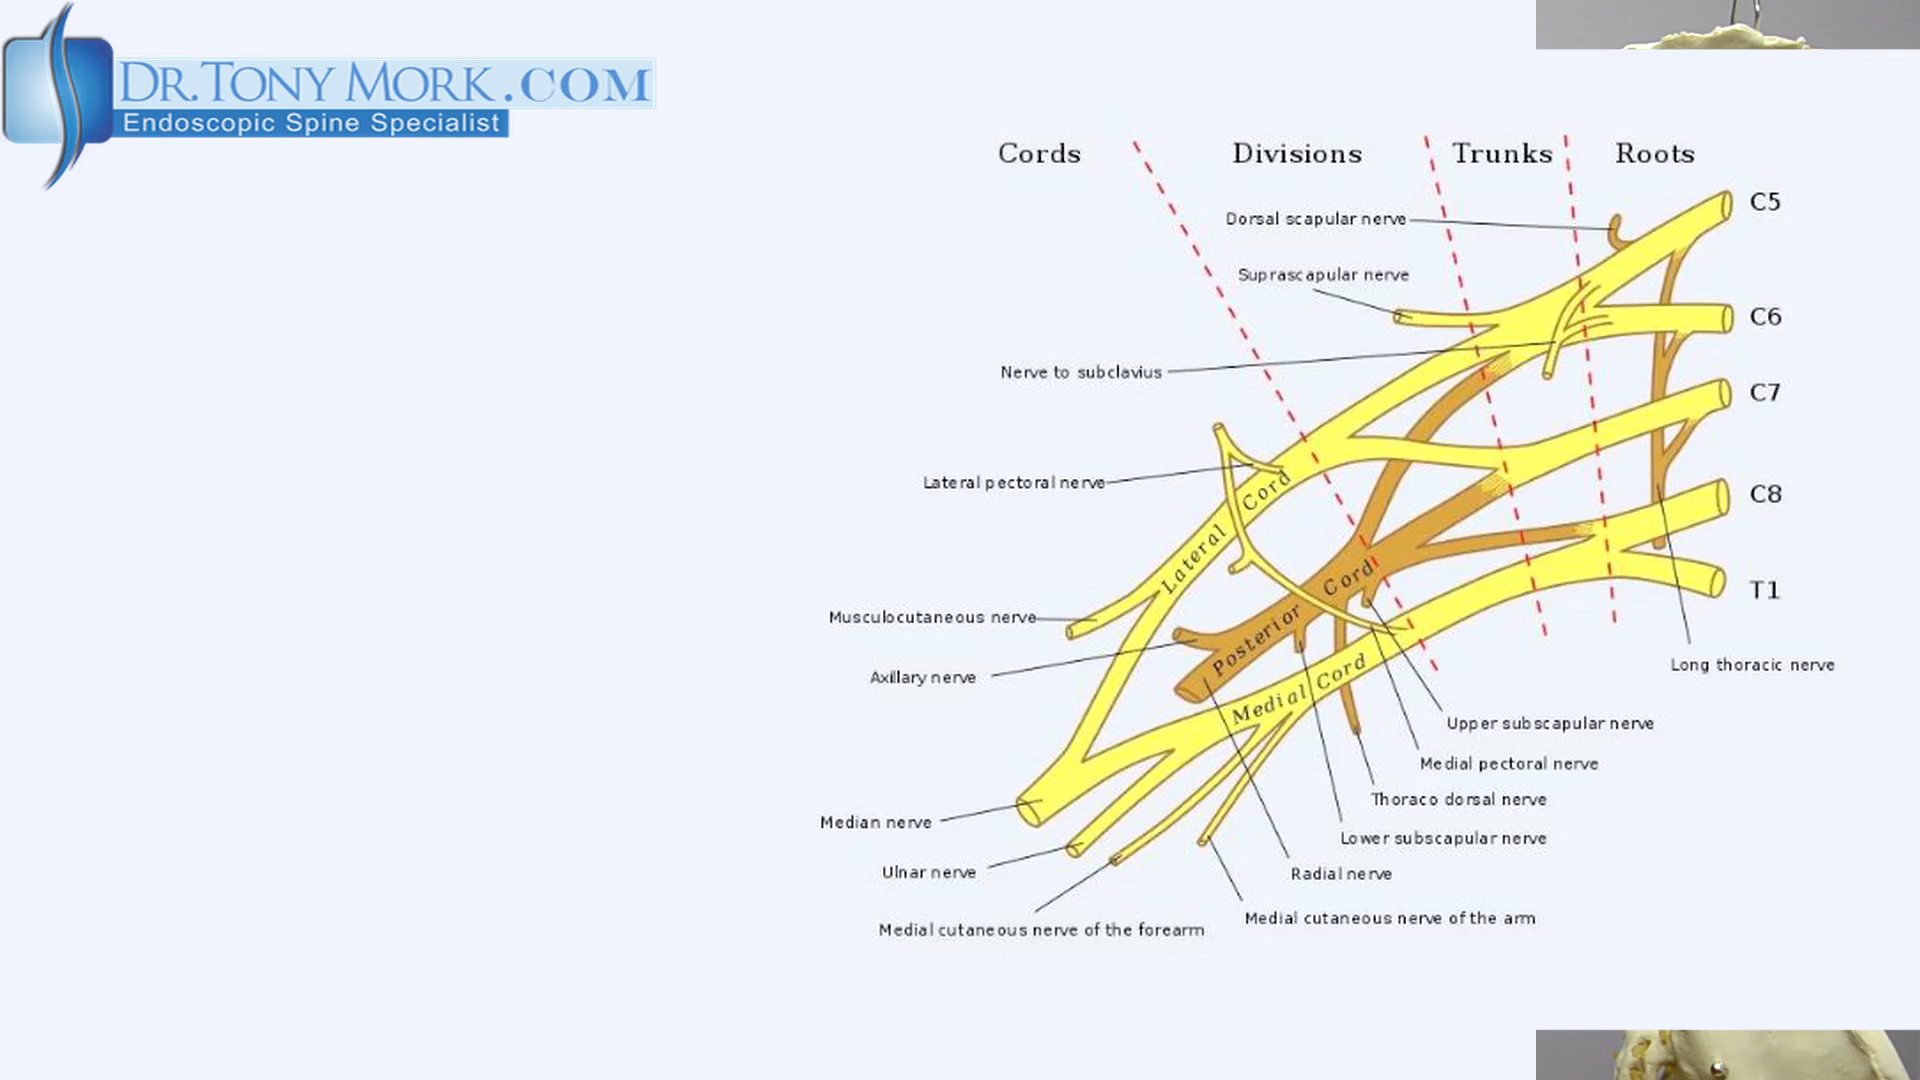 DR.TONY MORK.COM
Endoscopic Spine Specialist
Cords Divisions Trunks Roots
C5
Dorsal scapular nerve
Suprascapular nerve
C6
Nerve to subclavius
C7
Lateral pectoral nerve
C8
Lateral Cord
Posterior Cord
Medial Cord
T1
Musculocutaneous nerve
Axillary nerve
Long thoracic nerve
Upper subscapular nerve
Medial pectoral nerve
Thoraco dorsal nerve
Median nerve
Lower subscapular nerve
Ulnar nerve
Radial nerve
Medial cutaneous nerve of the arm
Medial cutaneous nerve of the forearm